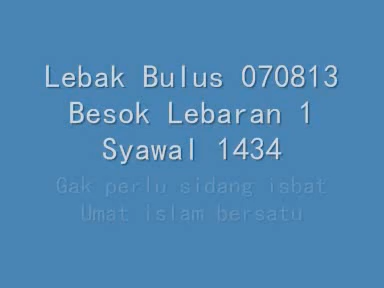 Lebak Bulus 070813
Besok Lebaran 1
Syawal 1434
Gak perlu sidang isbat
Umat islam bersatu